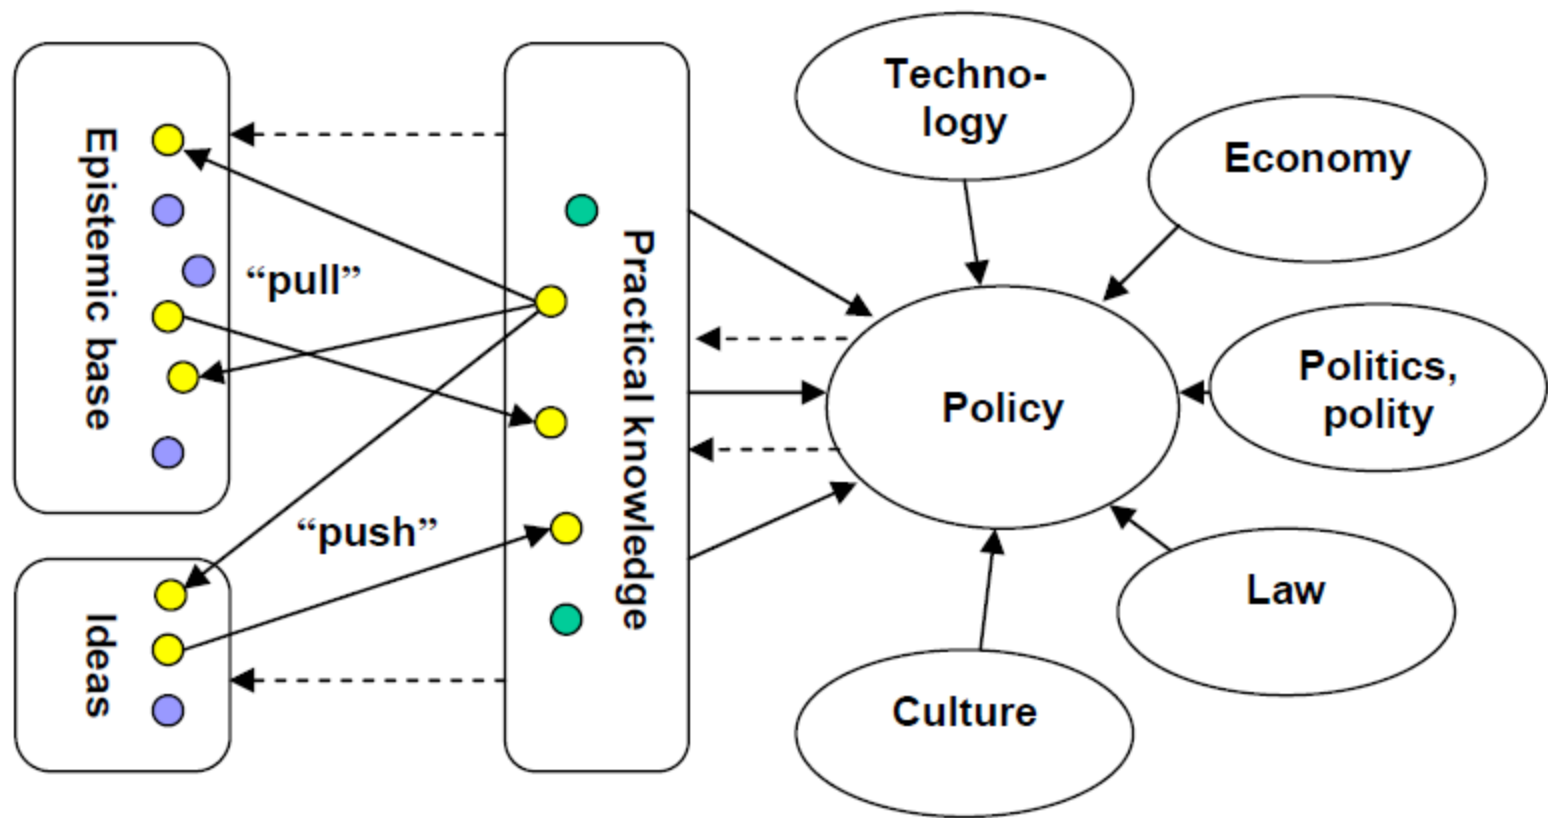 Epistemic base
Ideas
“pull”
“push”
Practical knowledge
Techno-
logy
Economy
Politics,
polity
Policy
Law
Culture